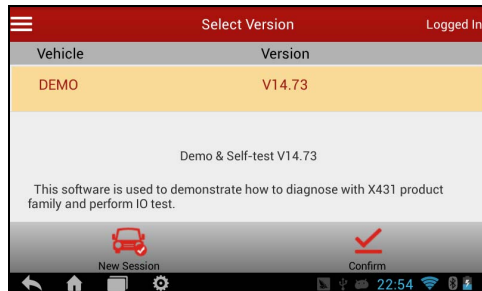 Select Version
Logged In
Vehicle Version
DEMO V14.73
Demo & Self-test V14.73
This software is used to demonstrate how to diagnose with X431 product
family and perform IO test.
New Session
Confirm
22:54